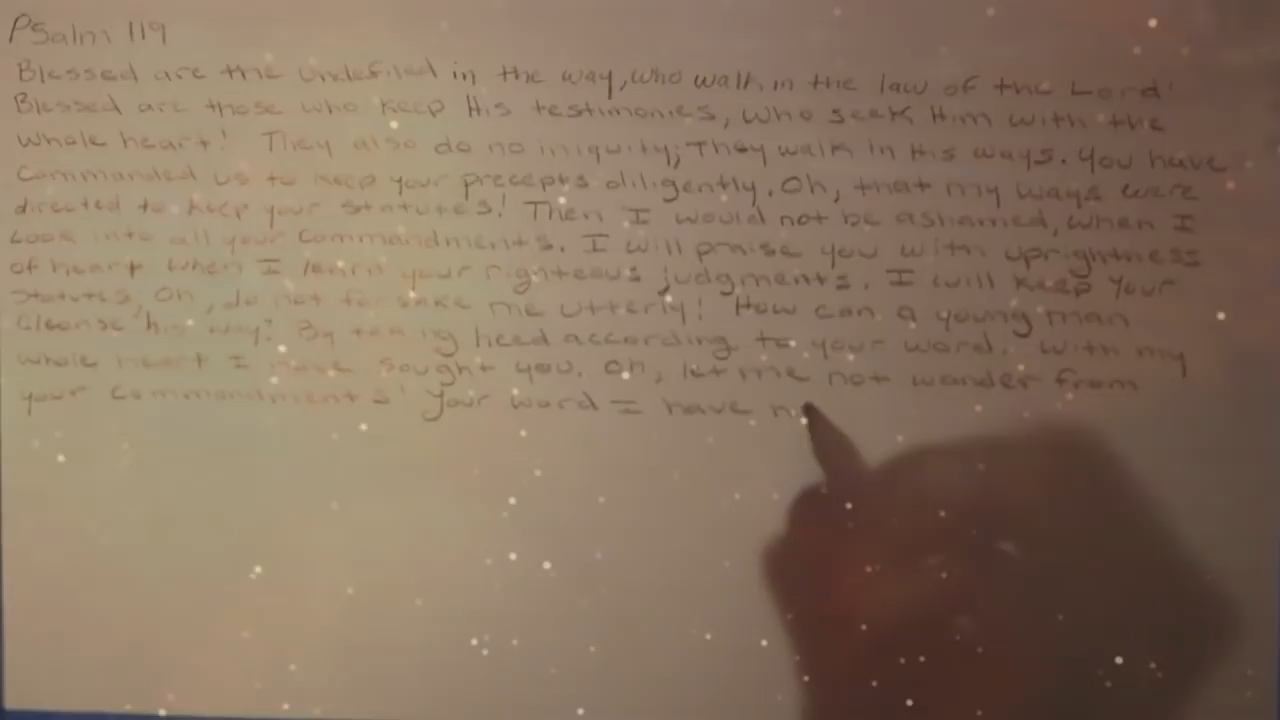 Psalm 119
Blessed are the undefiled in the way, who walk in the law of the Lord!
Blessed are those who keep His testimonies, who seek Him with the
whole heart! They also do no iniquity; They walk in His ways. You have
Commanded us to keep your precepts diligently. Oh, that my ways were
directed to keep your statutes! Then I would not be ashamed, when I
Look into all your Commandments. I will praise you with uprightness
of heart when I learn your righteous judgments. I will keep Your
Statutes, Oh, do not forsake me utterly! How can a young man
Cleanse his way? By taking heed according to your word. With my
whole heart I have sought you. Oh, let me not wander from
your Commandments! Your word I have